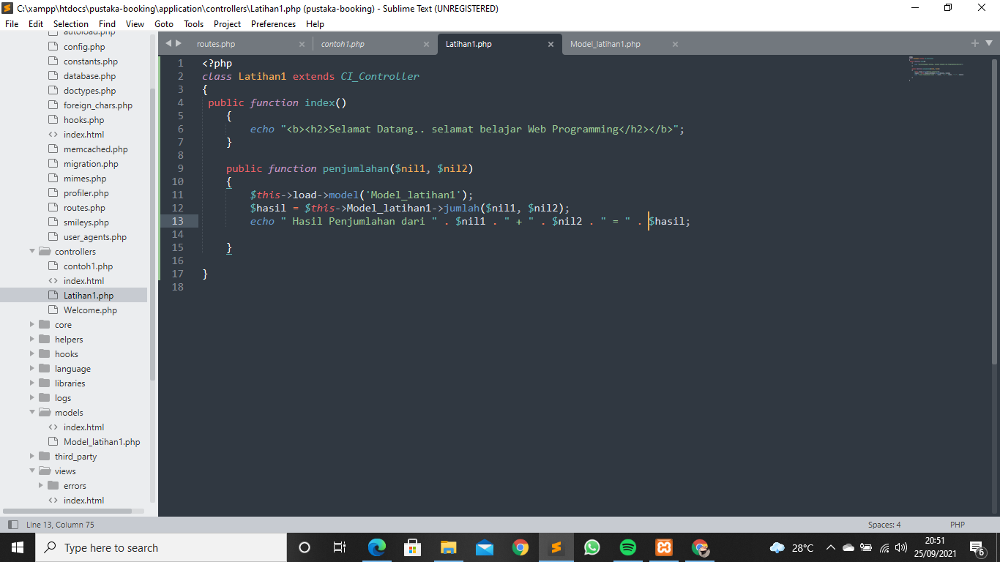 C:\xampp\htdocs\pustaka-booking\application\controllers\Latihan1.php (pustaka-booking) - Sublime Text (UNREGISTERED)
File Edit Selection Find View Goto Tools Project Preferences Help
autoload.php
config.php
constants.php
database.php
doctypes.php
foreign_chars.php
hooks.php
index.html
memcached.php
migration.php
mimes.php
profiler.php
routes.php
smileys.php
user_agents.php
controllers
contoh1.php
index.html
Latihan1.php
Welcome.php
core
helpers
hooks
language
libraries
logs
models
index.html
Model_latihan1.php
third_party
views
errors
index.html
routes.php contoh1.php Latihan1.php Model_latihan1.php
1 <?php
2 class Latihan1 extends CI_Controller
3 {
4 public function index()
5 {
6 echo "<b><h2>Selamat Datang.. selamat belajar Web Programming</h2></b>";
7 }
8
9 public function penjumlahan($nil1, $nil2)
10 {
11 $this->load->model('Model_latihan1');
12 $hasil = $this->Model_latihan1->jumlah($nil1, $nil2);
13 echo " Hasil Penjumlahan dari " . $nil1 . " + " . $nil2 . " = " . $hasil;
14
15 }
16
17 }
18
Line 13, Column 75 Spaces: 4 PHP
Type here to search
28°C
20:51
25/09/2021
6